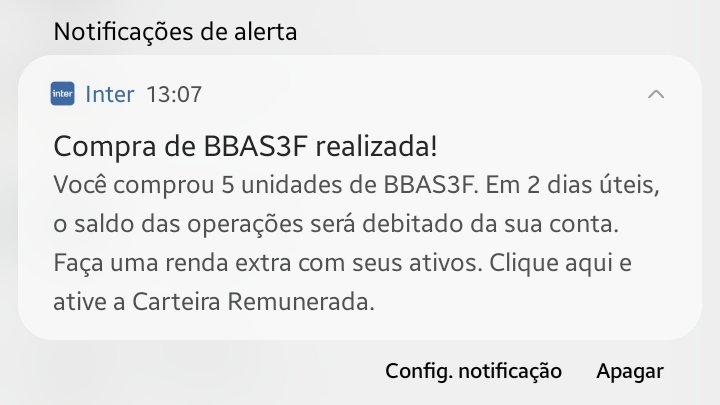 Notificações de alerta
inter Inter 13:07
Compra de BBAS3F realizada!
Você comprou 5 unidades de BBAS3F. Em 2 dias úteis,
o saldo das operações será debitado da sua conta.
Faça uma renda extra com seus ativos. Clique aqui e
ative a Carteira Remunerada.
Config. notificação Apagar